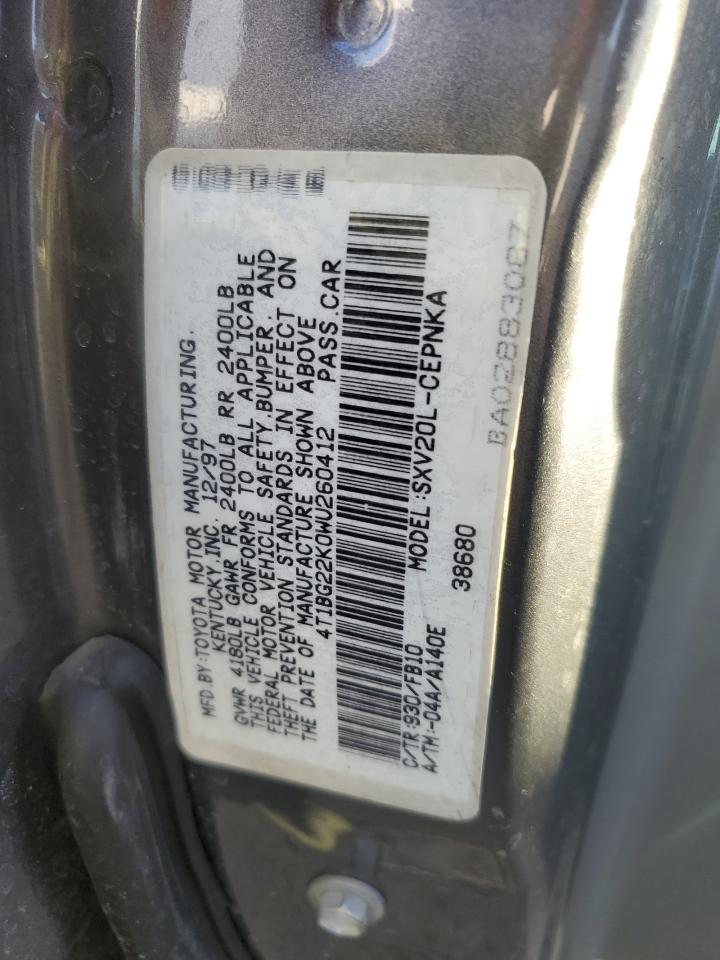 MFD.BY:TOYOTA MOTOR MANUFACTURING.
KENTUCKY,INC. 12/97
GVWR 4180LB GAWR FR 2400LB RR 2400LB
THIS VEHICLE CONFORMS TO ALL APPLICABLE
FEDERAL MOTOR VEHICLE SAFETY,BUMPER, AND
THEFT PREVENTION STANDARDS IN EFFECT ON
THE DATE OF MANUFACTURE SHOWN ABOVE
4T1BG22K0WU260412 PASS.CAR
C/TR:930/FB10 MODEL:SXV20L-CEPNKA
A/TM:-04A/A140E 38680
BA02883087